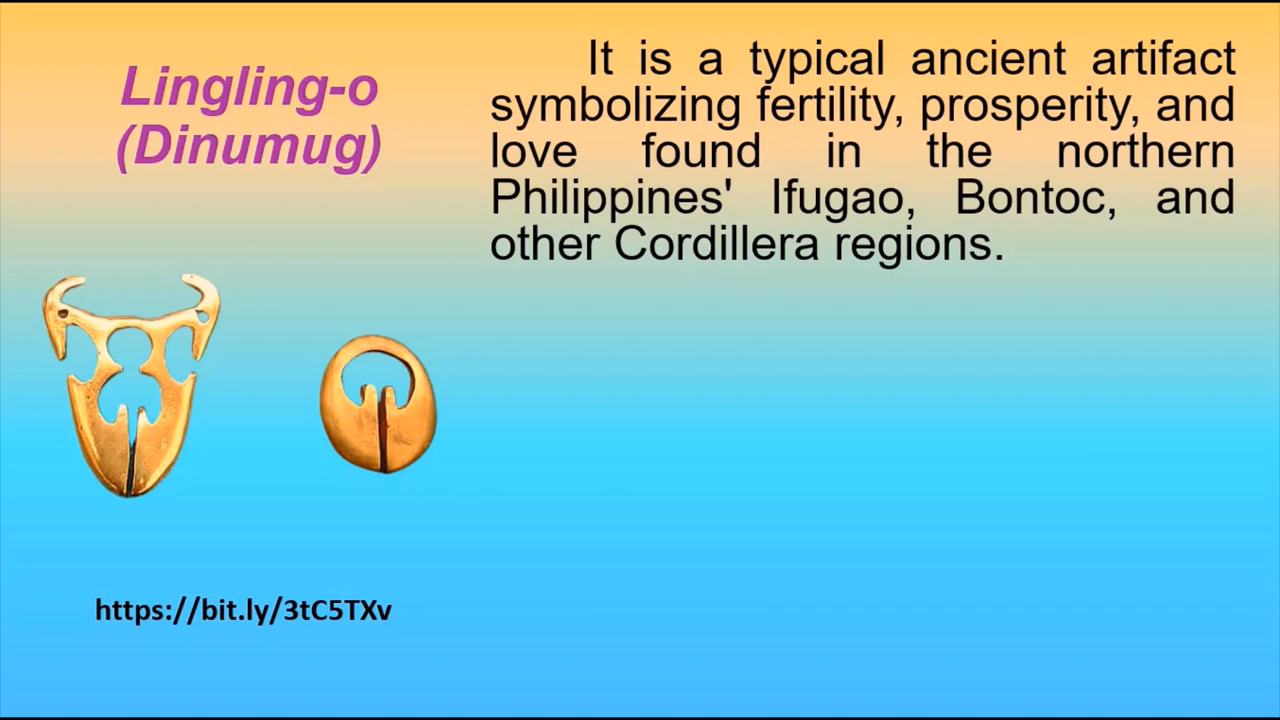 Lingling-o
(Dinumug)
It is a typical ancient artifact
symbolizing fertility, prosperity, and
love found in the northern
Philippines' Ifugao, Bontoc, and
other Cordillera regions.
https://bit.ly/3tC5TXv